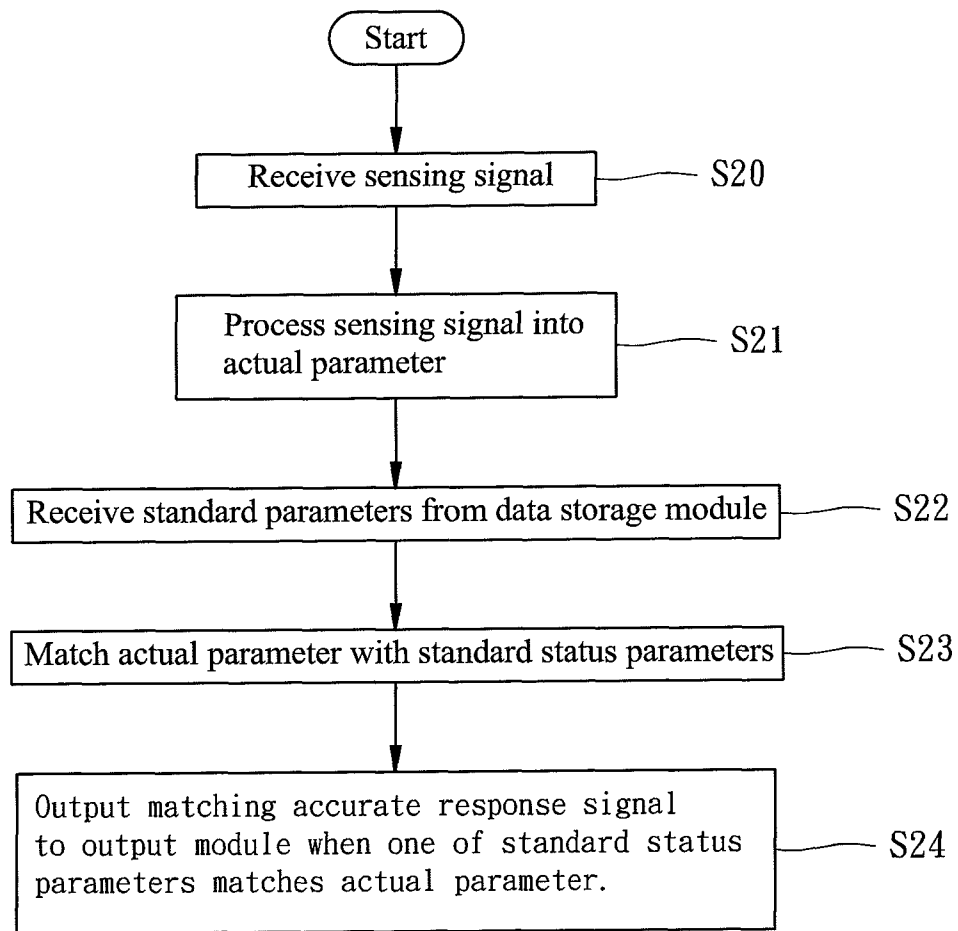 Start
Receive sensing signal
S20
Process sensing signal into
actual parameter
S21
Receive standard parameters from data storage module
S22
Match actual parameter with standard status parameters
S23
Output matching accurate response signal
to output module when one of standard status
parameters matches actual parameter.
S24